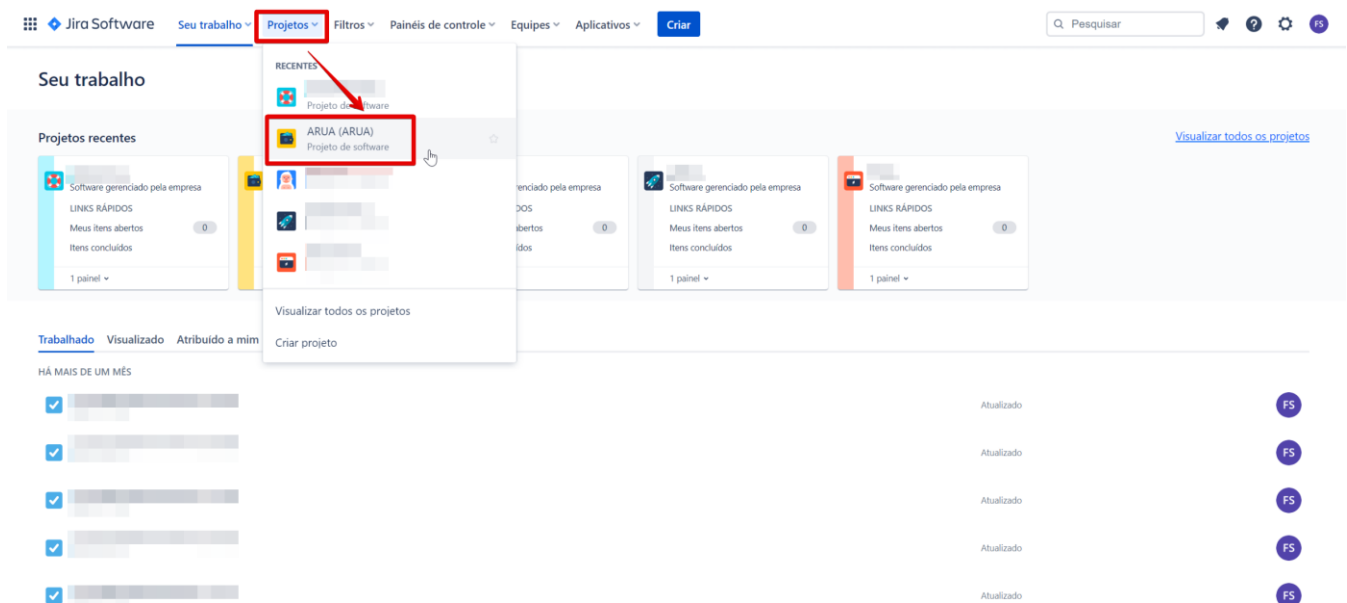 Jira Software Seu trabalho Projetos Filtros Painéis de controle Equipes Aplicativos Criar Pesquisar FS
Seu trabalho
RECENTES
Projeto de software
ARUA (ARUA)
Projeto de software
Visualizar todos os projetos
Criar projeto
Projetos recentes
Visualizar todos os projetos
Software gerenciado pela empresa
LINKS RÁPIDOS
Meus itens abertos 0
Itens concluídos
1 painel
pela empresa
0
Software gerenciado pela empresa
LINKS RÁPIDOS
Meus itens abertos 0
Itens concluídos
1 painel
Software gerenciado pela empresa
LINKS RÁPIDOS
Meus itens abertos 0
Itens concluídos
1 painel
Trabalhado Visualizado Atribuído a mim
HÁ MAIS DE UM MÊS
Atualizado FS
Atualizado FS
Atualizado FS
Atualizado FS
Atualizado FS